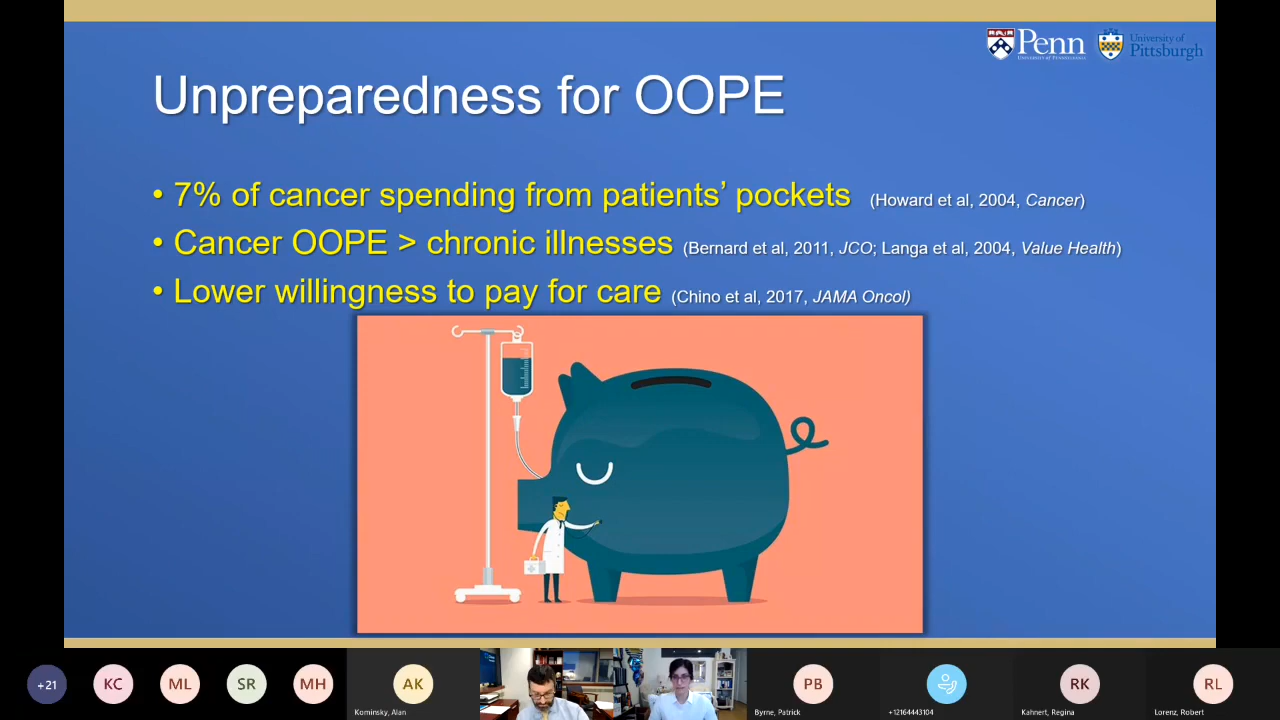 Penn
UNIVERSITY of PENNSYLVANIA
University of
Pittsburgh
Unpreparedness for OOPE
• 7% of cancer spending from patients’ pockets (Howard et al, 2004, Cancer)
• Cancer OOPE > chronic illnesses (Bernard et al, 2011, JCO; Langa et al, 2004, Value Health)
• Lower willingness to pay for care (Chino et al, 2017, JAMA Oncol)
+21
KC
ML
SR
MH
AK
PB
RK
RL
Kominsky, Alan
Byrne, Patrick
+12164443104
Kahnert, Regina
Lorenz, Robert